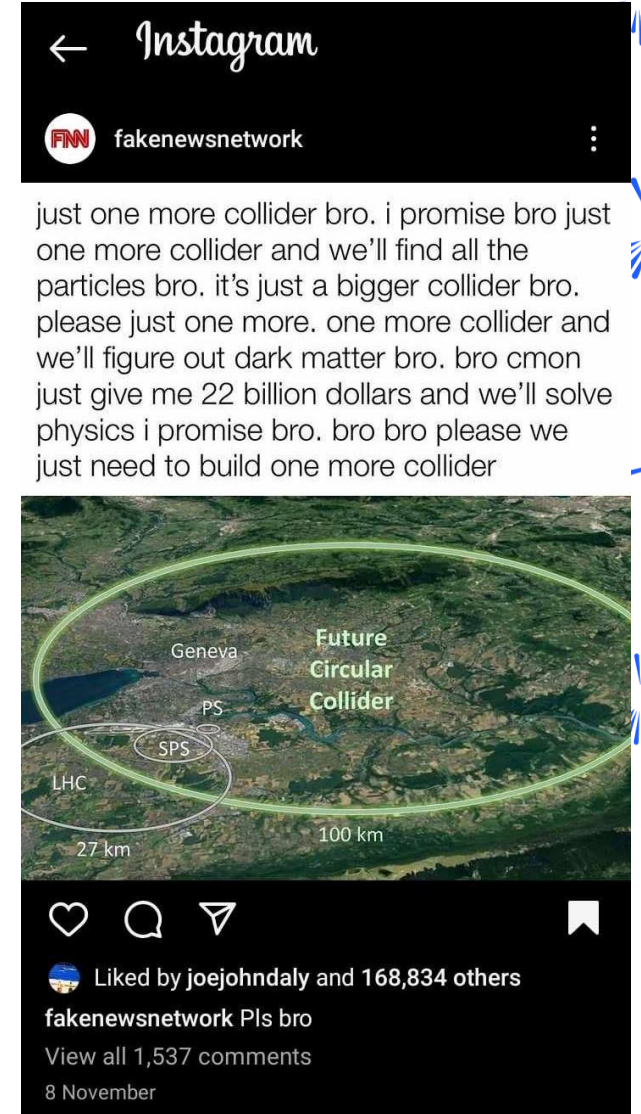 Instagram
FNN
fakenewsnetwork
just one more collider bro. i promise bro just
one more collider and we'll find all the
particles bro. it's just a bigger collider bro.
please just one more. one more collider and
we'll figure out dark matter bro. bro cmon
just give me 22 billion dollars and we'll solve
physics i promise bro. bro bro please we
just need to build one more collider
Geneva
Future
Circular
Collider
PS
SPS
LHC
27 km
100 km
Liked by joejohndaly and 168,834 others
fakenewsnetwork Pls bro
View all 1,537 comments
8 November